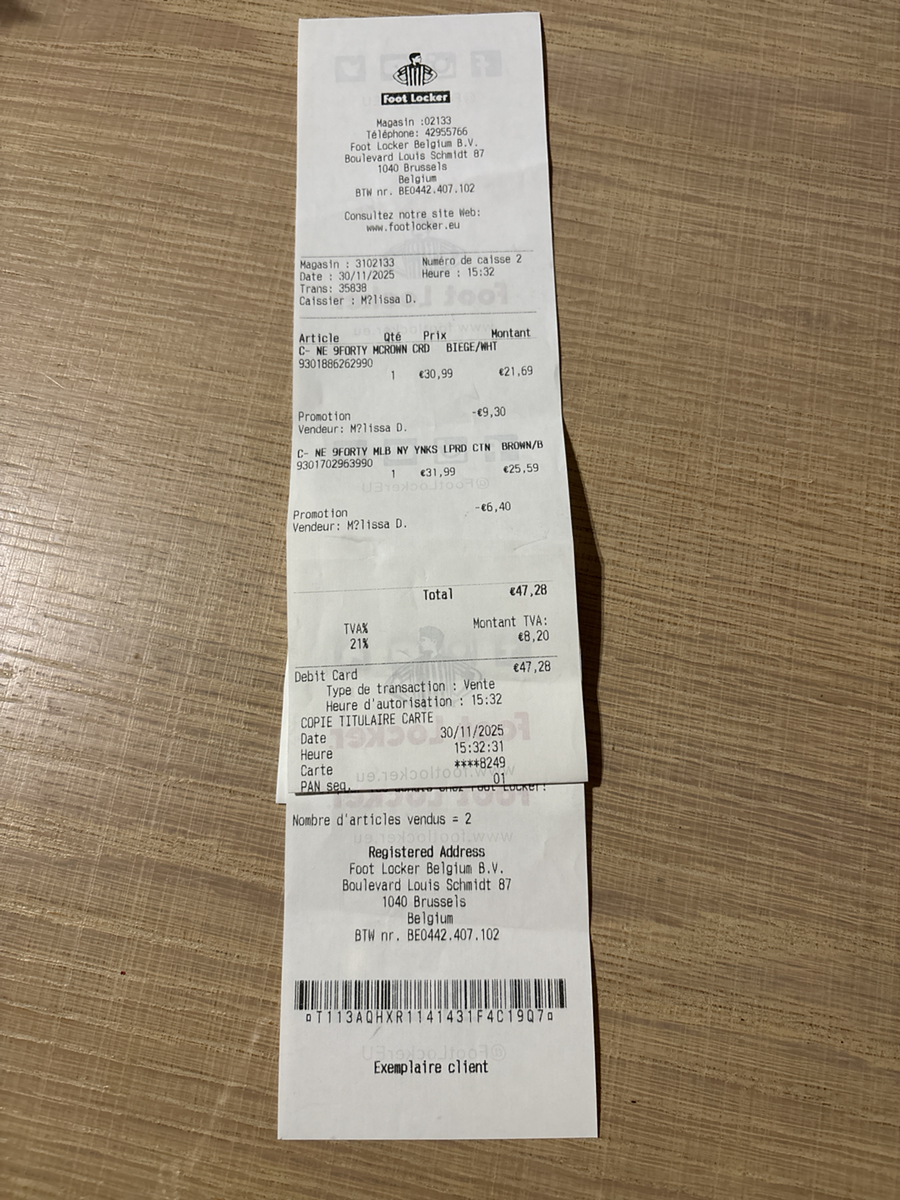 Foot Locker
Magasin :02133
Téléphone: 42955766
Foot Locker Belgium B.V.
Boulevard Louis Schmidt 87
1040 Brussels
Belgium
BTW nr. BE0442.407.102
Consultez notre site Web:
www.footlocker.eu
Magasin : 3102133 Numéro de caisse 2
Date : 30/11/2025 Heure : 15:32
Trans: 35838
Caissier : M?lissa D.
Article Qté Prix Montant
C- NE 9FORTY MCROWN CRD BIEGE/WHT
9301886262990
1 €30,99 €21,69
Promotion -€9,30
Vendeur: M?lissa D.
C- NE 9FORTY MLB NY YNKS LPRD CTN BROWN/B
9301702963990
1 €31,99 €25,59
Promotion -€6,40
Vendeur: M?lissa D.
Total €47,28
TVA% Montant TVA:
21% €8,20
Debit Card €47,28
Type de transaction : Vente
Heure d'autorisation : 15:32
COPIE TITULAIRE CARTE
Date 30/11/2025
Heure 15:32:31
Carte ****8249
PAN seq. 01
Nombre d'articles vendus = 2
Registered Address
Foot Locker Belgium B.V.
Boulevard Louis Schmidt 87
1040 Brussels
Belgium
BTW nr. BE0442.407.102
¤T113AQHXR1141431F4C19Q7¤
Exemplaire client